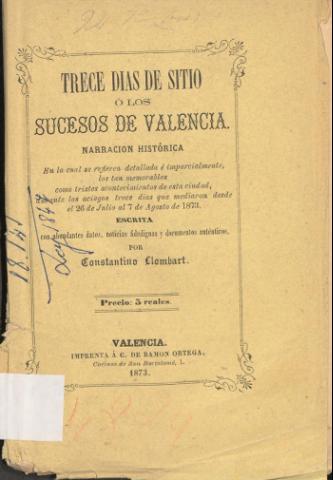 TRECE DIAS DE SITIO
Ó LOS
SUCESOS DE VALENCIA.
NARRACION HISTÓRICA
En la cual se refieren detallada é imparcialmente,
los tan memorables
como tristes acontecimientos de esta ciudad,
durante los aciagos trece dias que mediaron desde
el 26 de Julio al 7 de Agosto de 1873.
ESCRITA
con abundantes datos, noticias fidedignas y documentos auténticos,
POR
Constantino Llombart.
Precio: 5 reales.
VALENCIA.
IMPRENTA Á C. DE RAMON ORTEGA,
Cocinas de San Bartolomé, 1.
1873.
18.141